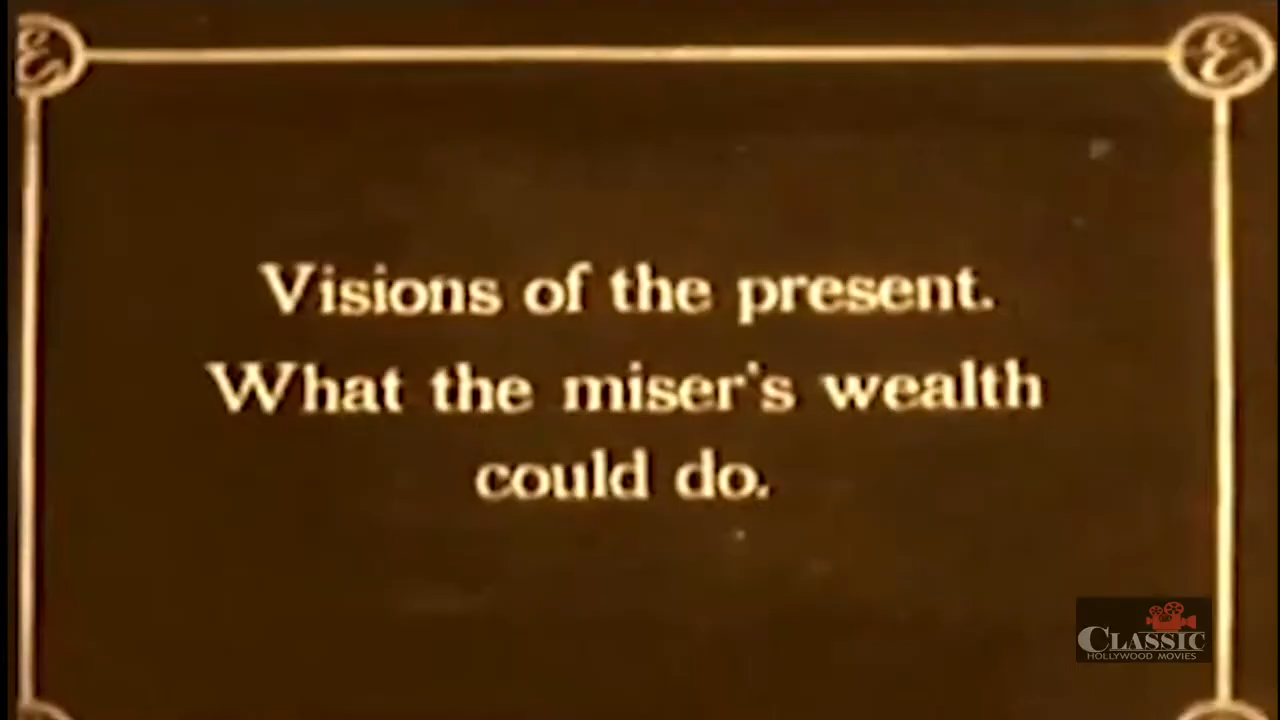 E
E
Visions of the present.
What the miser's wealth
could do.
CLASSIC
HOLLYWOOD MOVIES